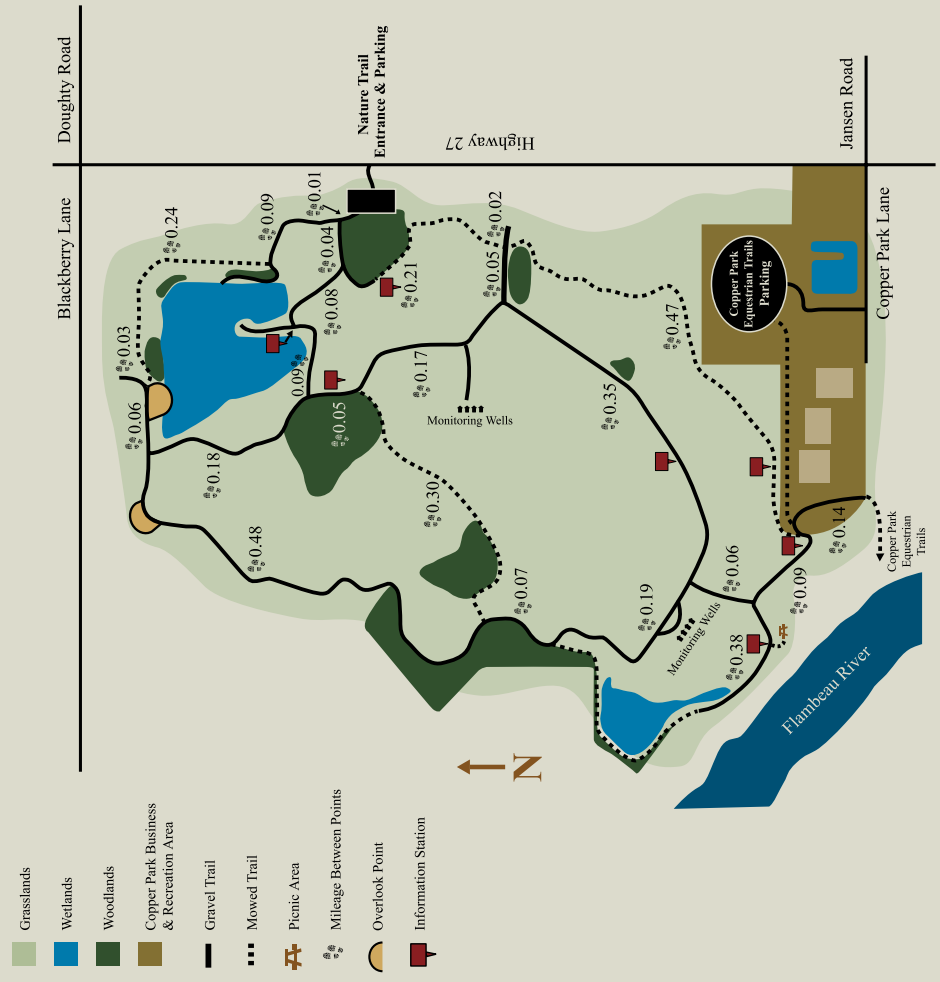 Doughty Road
Blackberry Lane
Nature Trail
Entrance & Parking
Highway 27
Jansen Road
Copper Park Lane
0.24
0.09
0.01
0.04
0.03
0.08
0.21
0.02
0.05
0.06
0.09
0.05
0.17
0.47
0.18
0.35
0.30
0.48
0.07
0.19
0.06
0.14
0.09
0.38
Monitoring Wells
Monitoring Wells
Copper Park
Equestrian Trails
Parking
Copper Park
Equestrian
Trails
Flambeau River
N
Grasslands
Wetlands
Woodlands
Copper Park Business
& Recreation Area
Gravel Trail
Mowed Trail
Picnic Area
Mileage Between Points
Overlook Point
Information Station